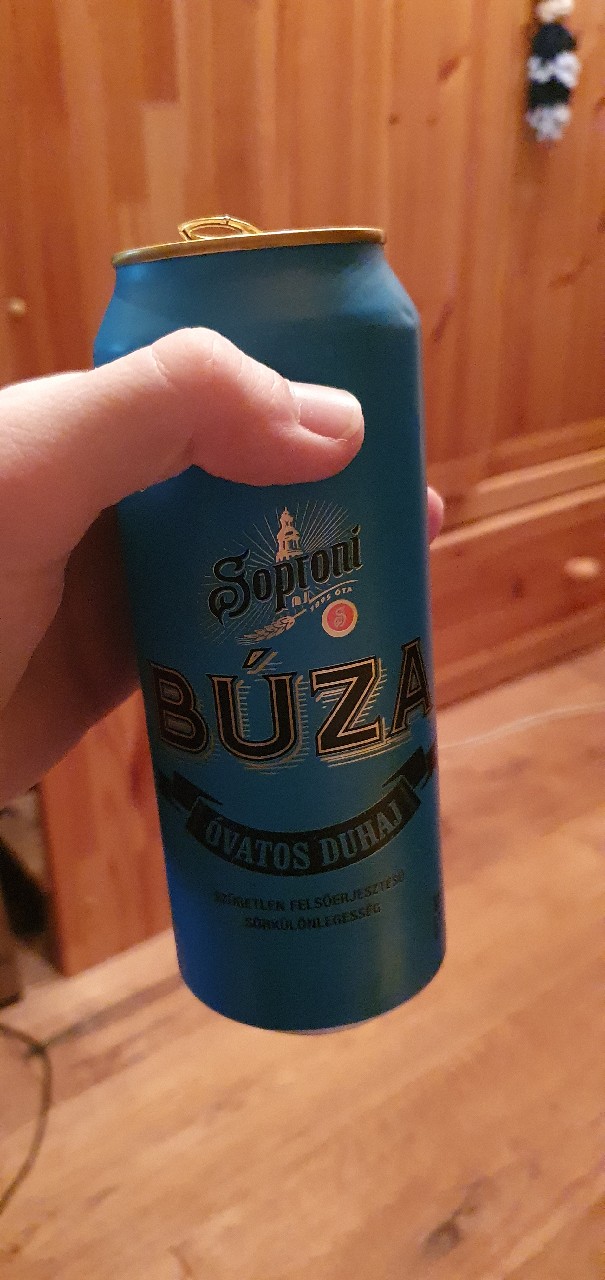 Soproni
1895 ÓTA
S
BÚZA
ÓVATOS DUHAJ
SZŰRETLEN FELSŐERJESZTÉSŰ
SÖRKÜLÖNLEGESSÉG